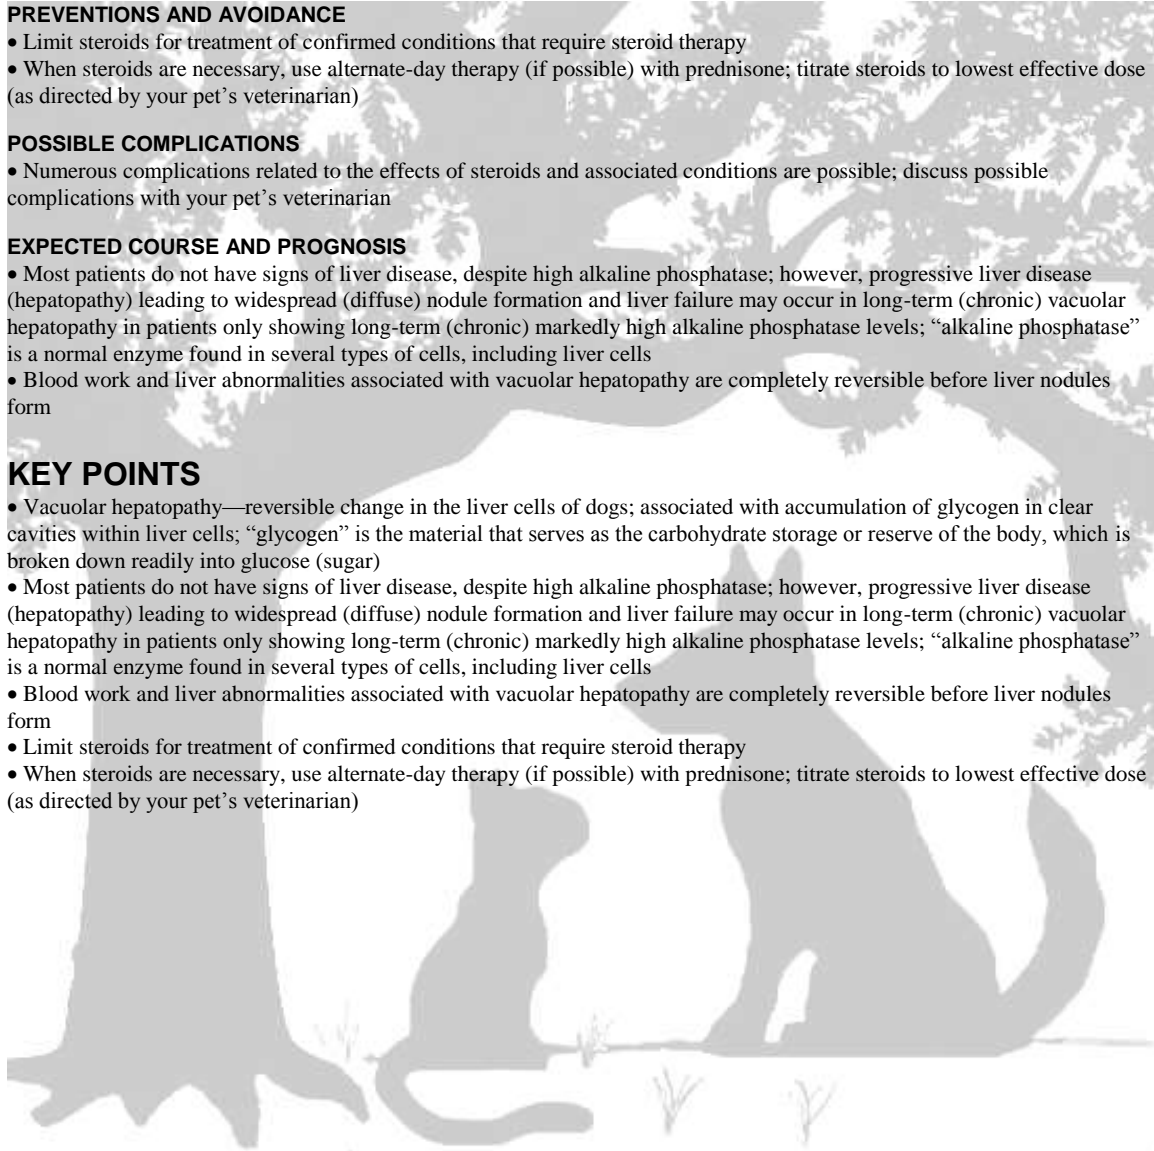 PREVENTIONS AND AVOIDANCE
• Limit steroids for treatment of confirmed conditions that require steroid therapy
• When steroids are necessary, use alternate-day therapy (if possible) with prednisone; titrate steroids to lowest effective dose
(as directed by your pet’s veterinarian)
POSSIBLE COMPLICATIONS
• Numerous complications related to the effects of steroids and associated conditions are possible; discuss possible
complications with your pet’s veterinarian
EXPECTED COURSE AND PROGNOSIS
• Most patients do not have signs of liver disease, despite high alkaline phosphatase; however, progressive liver disease
(hepatopathy) leading to widespread (diffuse) nodule formation and liver failure may occur in long-term (chronic) vacuolar
hepatopathy in patients only showing long-term (chronic) markedly high alkaline phosphatase levels; “alkaline phosphatase”
is a normal enzyme found in several types of cells, including liver cells
• Blood work and liver abnormalities associated with vacuolar hepatopathy are completely reversible before liver nodules
form
KEY POINTS
• Vacuolar hepatopathy—reversible change in the liver cells of dogs; associated with accumulation of glycogen in clear
cavities within liver cells; “glycogen” is the material that serves as the carbohydrate storage or reserve of the body, which is
broken down readily into glucose (sugar)
• Most patients do not have signs of liver disease, despite high alkaline phosphatase; however, progressive liver disease
(hepatopathy) leading to widespread (diffuse) nodule formation and liver failure may occur in long-term (chronic) vacuolar
hepatopathy in patients only showing long-term (chronic) markedly high alkaline phosphatase levels; “alkaline phosphatase”
is a normal enzyme found in several types of cells, including liver cells
• Blood work and liver abnormalities associated with vacuolar hepatopathy are completely reversible before liver nodules
form
• Limit steroids for treatment of confirmed conditions that require steroid therapy
• When steroids are necessary, use alternate-day therapy (if possible) with prednisone; titrate steroids to lowest effective dose
(as directed by your pet’s veterinarian)